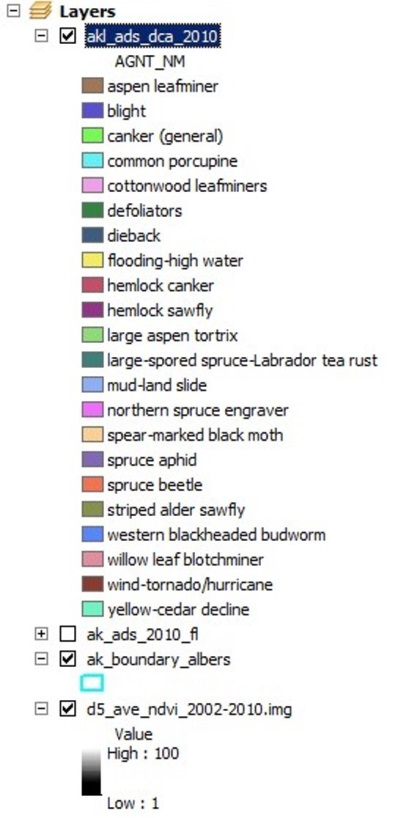 Layers
akl_ads_dca_2010
AGNT_NM
aspen leafminer
blight
canker (general)
common porcupine
cottonwood leafminers
defoliators
dieback
flooding-high water
hemlock canker
hemlock sawfly
large aspen tortrix
large-spored spruce-Labrador tea rust
mud-land slide
northern spruce engraver
spear-marked black moth
spruce aphid
spruce beetle
striped alder sawfly
western blackheaded budworm
willow leaf blotchminer
wind-tornado/hurricane
yellow-cedar decline
ak_ads_2010_fl
ak_boundary_albers
d5_ave_ndvi_2002-2010.img
Value
High : 100
Low : 1